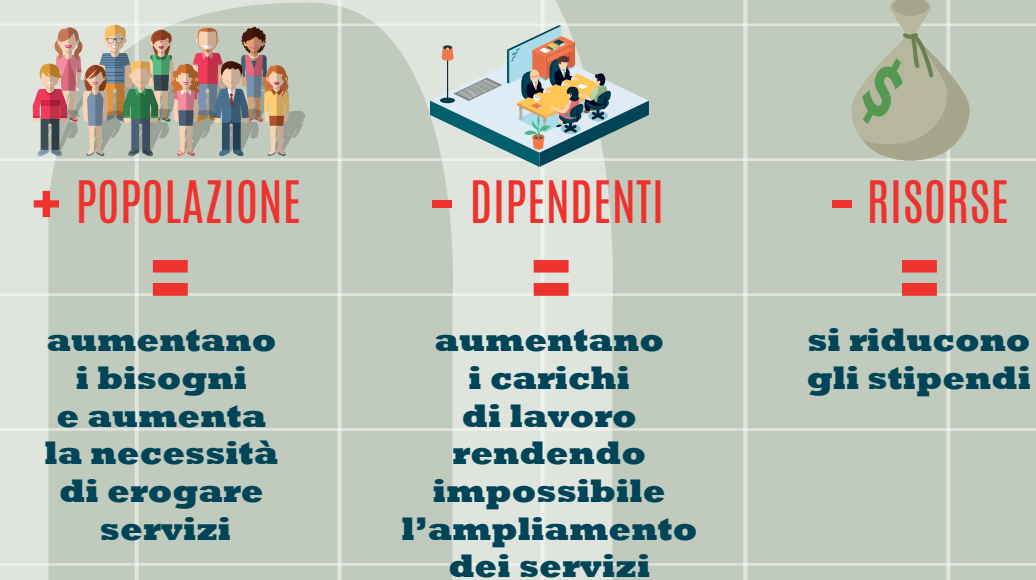 + POPOLAZIONE
=
aumentano
i bisogni
e aumenta
la necessità
di erogare
servizi
- DIPENDENTI
=
aumentano
i carichi
di lavoro
rendendo
impossibile
l’ampliamento
dei servizi
$
- RISORSE
=
si riducono
gli stipendi